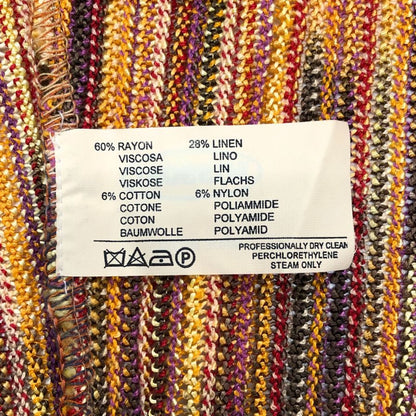 60% RAYON 28% LINEN
VISCOSA LINO
VISCOSE LIN
VISKOSE FLACHS
6% COTTON 6% NYLON
COTONE POLIAMMIDE
COTON POLYAMIDE
BAUMWOLLE POLYAMID
PROFESSIONALLY DRY CLEAN
PERCHLORETHYLENE
STEAM ONLY
P